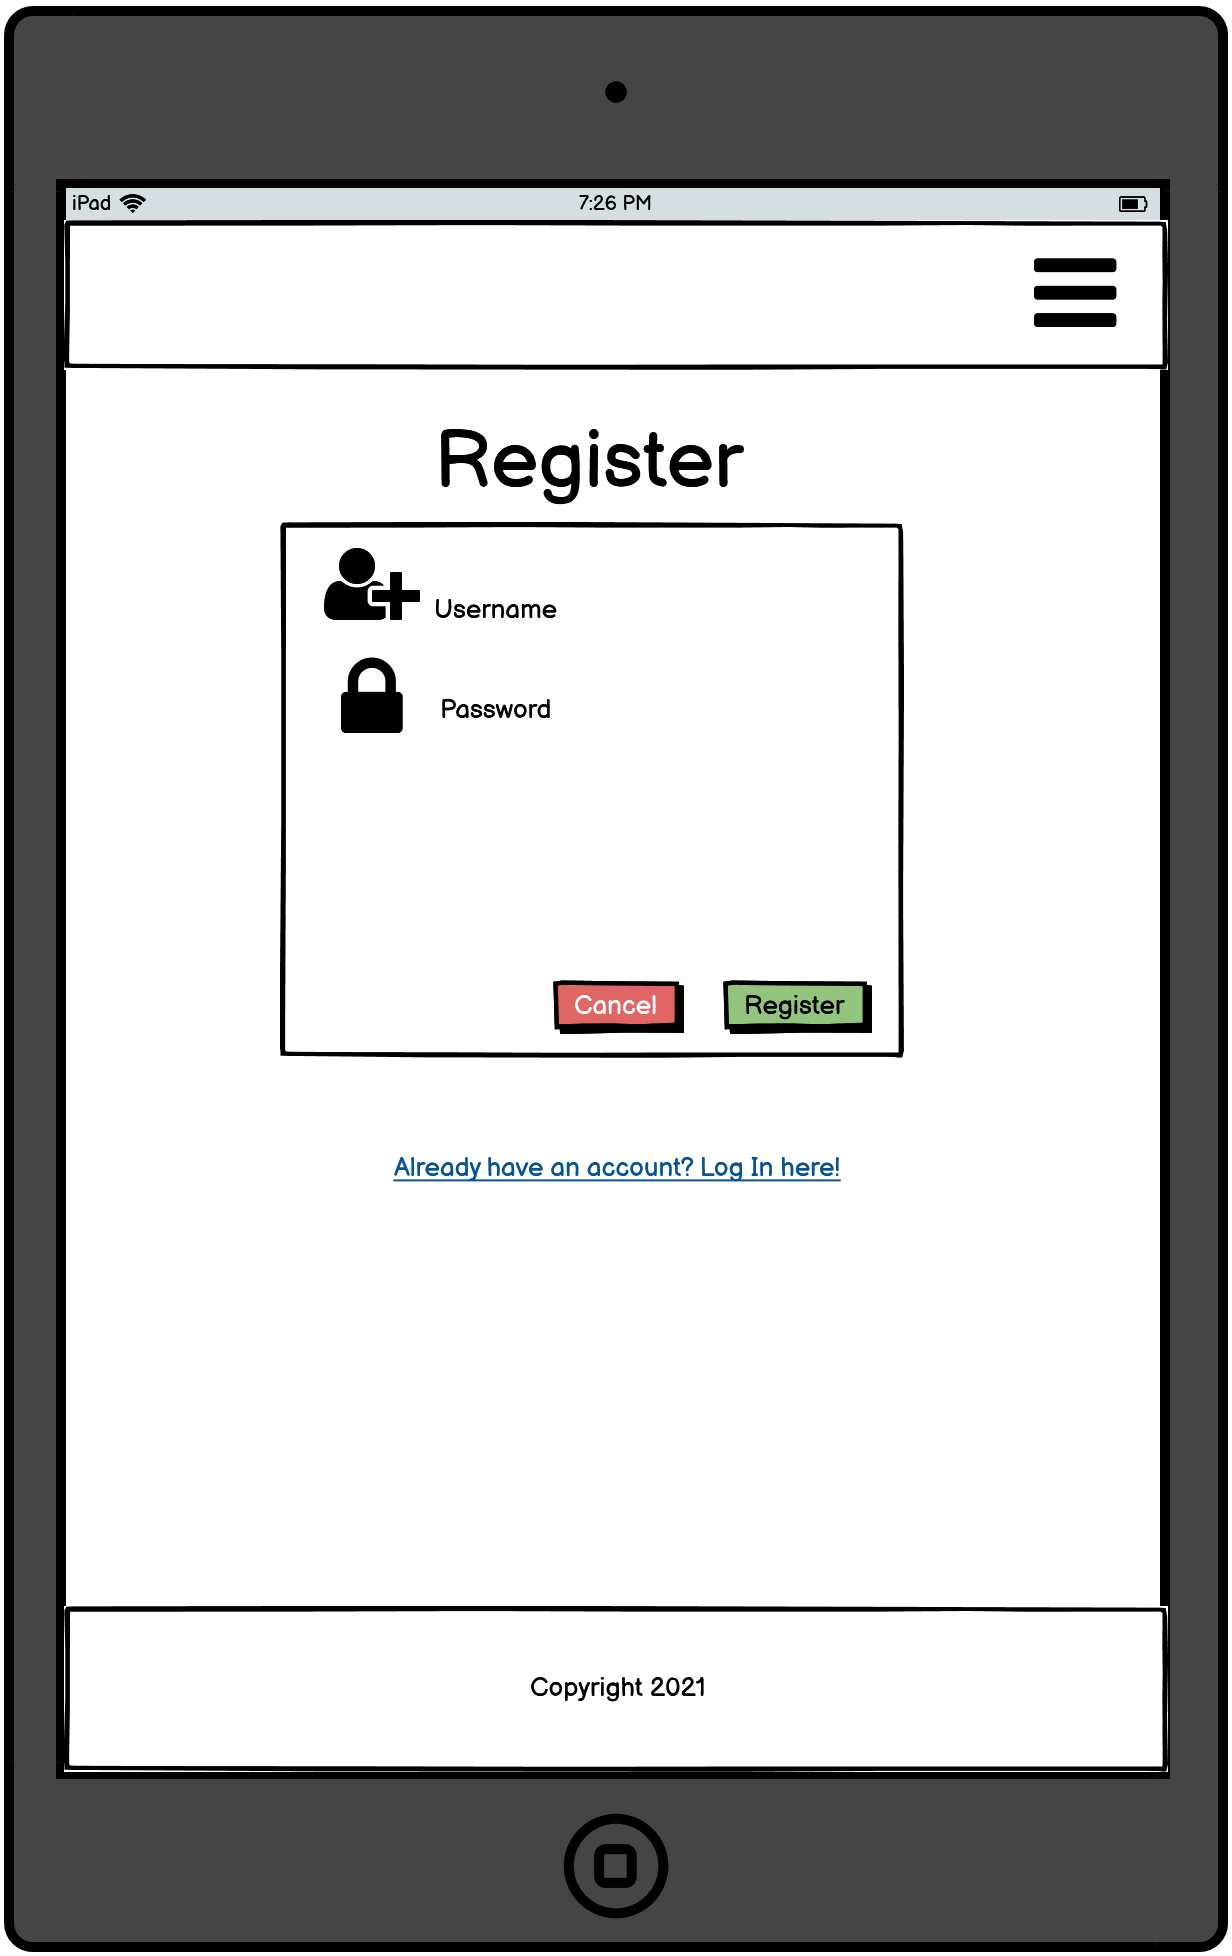 iPad 7:26 PM
Register
Username
Password
Cancel Register
Already have an account? Log In here!
Copyright 2021